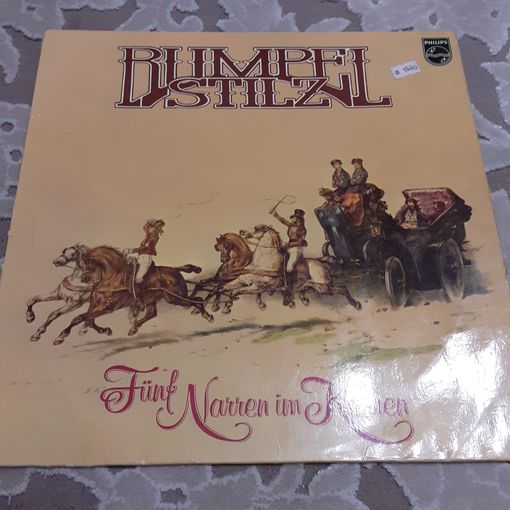 RUMPEL
STILZ
PHILIPS
Fünf Narren im